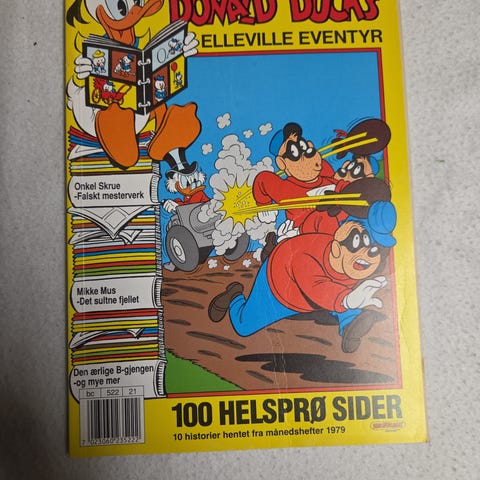 DONALD DUCKS
ELLEVILLE EVENTYR
Onkel Skrue
-Falskt mesterverk
Mikke Mus
-Det sultne fjellet
Den ærlige B-gjengen
-og mye mer
bc 522 21
100 HELSPRØ SIDER
10 historier hentet fra månedshefter 1979